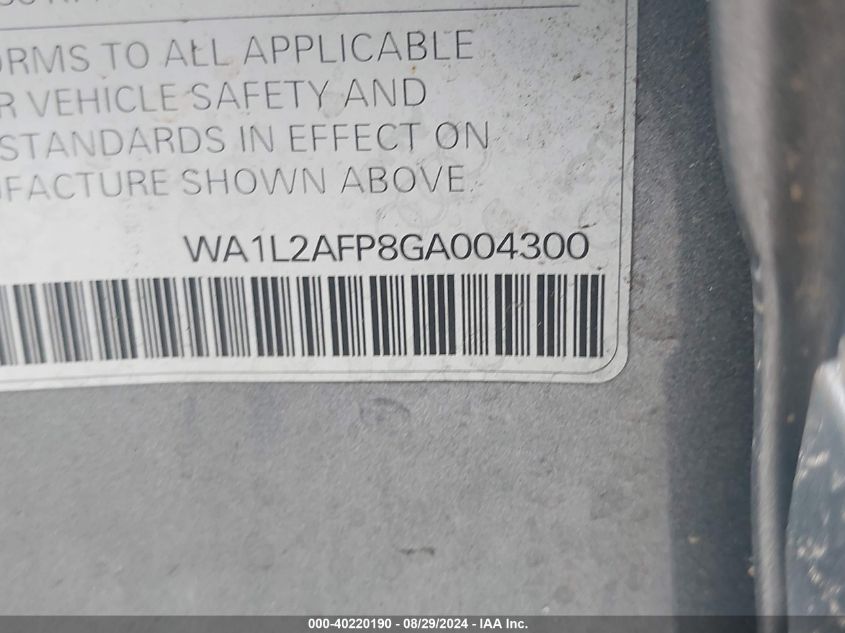 ORMS TO ALL APPLICABLE
R VEHICLE SAFETY AND
STANDARDS IN EFFECT ON
UFACTURE SHOWN ABOVE.
WA1L2AFP8GA004300
000-40220190 - 08/29/2024 - IAA Inc.